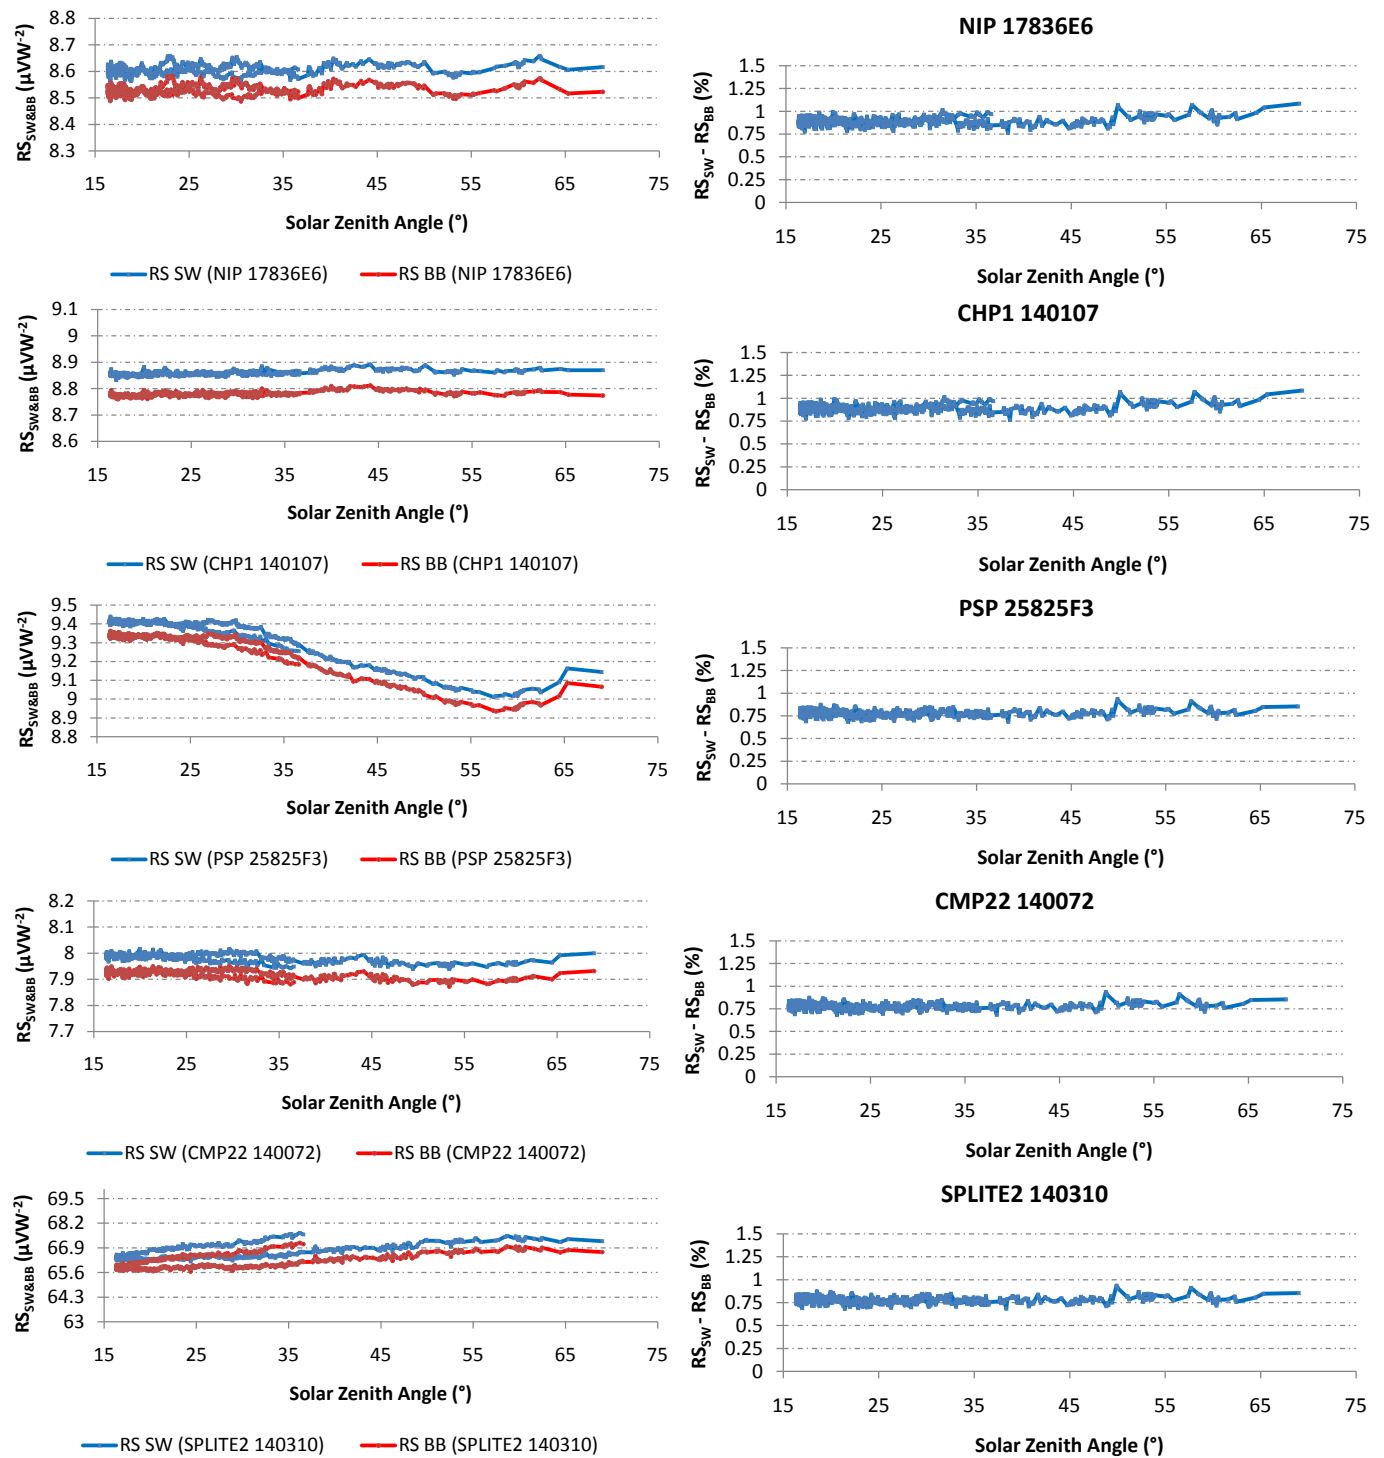 8.8
8.7
8.6
8.5
8.4
8.3
RS_SW&BB (µVW⁻²)
15 25 35 45 55 65 75
Solar Zenith Angle (°)
RS SW (NIP 17836E6) RS BB (NIP 17836E6)
NIP 17836E6
1.5
1.25
1
0.75
0.5
0.25
0
RS_SW - RS_BB (%)
15 25 35 45 55 65 75
Solar Zenith Angle (°)
9.1
9
8.9
8.8
8.7
8.6
RS_SW&BB (µVW⁻²)
15 25 35 45 55 65 75
Solar Zenith Angle (°)
RS SW (CHP1 140107) RS BB (CHP1 140107)
CHP1 140107
1.5
1.25
1
0.75
0.5
0.25
0
RS_SW - RS_BB (%)
15 25 35 45 55 65 75
Solar Zenith Angle (°)
9.5
9.4
9.3
9.2
9.1
9
8.9
8.8
RS_SW&BB (µVW⁻²)
15 25 35 45 55 65 75
Solar Zenith Angle (°)
RS SW (PSP 25825F3) RS BB (PSP 25825F3)
PSP 25825F3
1.5
1.25
1
0.75
0.5
0.25
0
RS_SW - RS_BB (%)
15 25 35 45 55 65 75
Solar Zenith Angle (°)
8.2
8.1
8
7.9
7.8
7.7
RS_SW&BB (µVW⁻²)
15 25 35 45 55 65 75
Solar Zenith Angle (°)
RS SW (CMP22 140072) RS BB (CMP22 140072)
CMP22 140072
1.5
1.25
1
0.75
0.5
0.25
0
RS_SW - RS_BB (%)
15 25 35 45 55 65 75
Solar Zenith Angle (°)
69.5
68.2
66.9
65.6
64.3
63
RS_SW&BB (µVW⁻²)
15 25 35 45 55 65 75
Solar Zenith Angle (°)
RS SW (SPLITE2 140310) RS BB (SPLITE2 140310)
SPLITE2 140310
1.5
1.25
1
0.75
0.5
0.25
0
RS_SW - RS_BB (%)
15 25 35 45 55 65 75
Solar Zenith Angle (°)